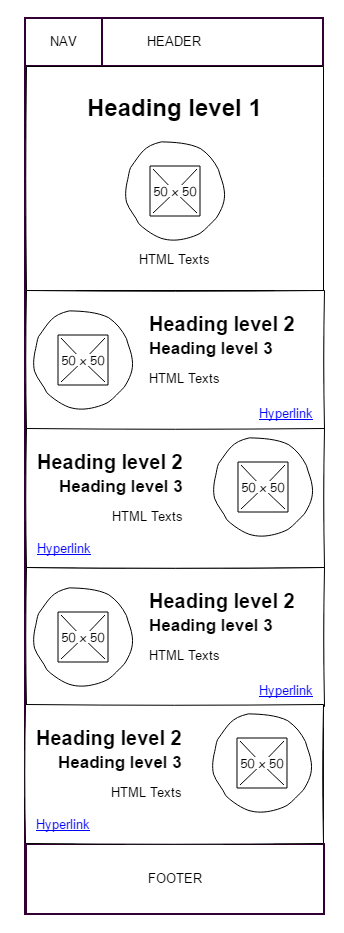 NAV HEADER
Heading level 1
50 × 50
HTML Texts
Heading level 2
Heading level 3
50 × 50
HTML Texts
Hyperlink
Heading level 2
Heading level 3
50 × 50
HTML Texts
Hyperlink
Heading level 2
Heading level 3
50 × 50
HTML Texts
Hyperlink
Heading level 2
Heading level 3
50 × 50
HTML Texts
Hyperlink
FOOTER